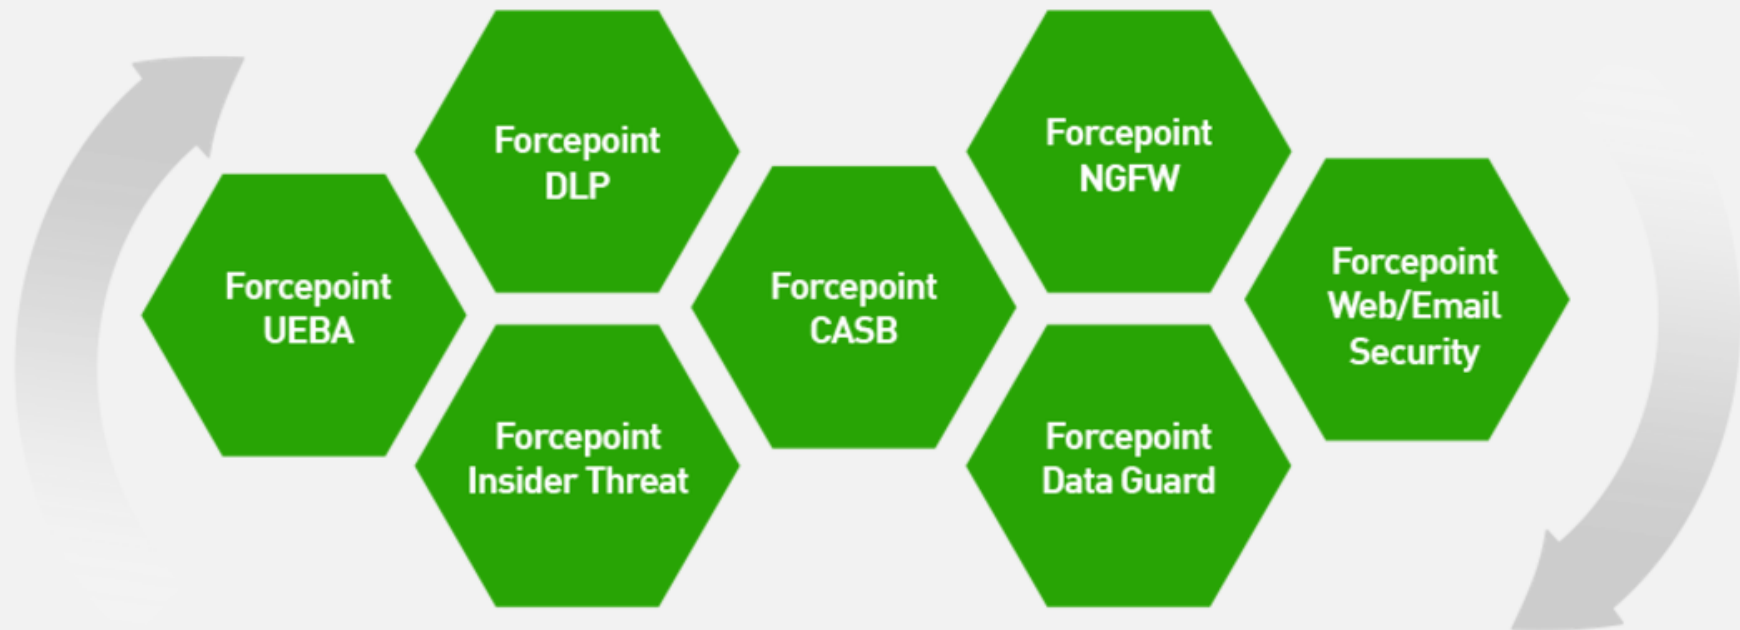 Forcepoint
UEBA
Forcepoint
DLP
Forcepoint
Insider Threat
Forcepoint
CASB
Forcepoint
NGFW
Forcepoint
Data Guard
Forcepoint
Web/Email
Security